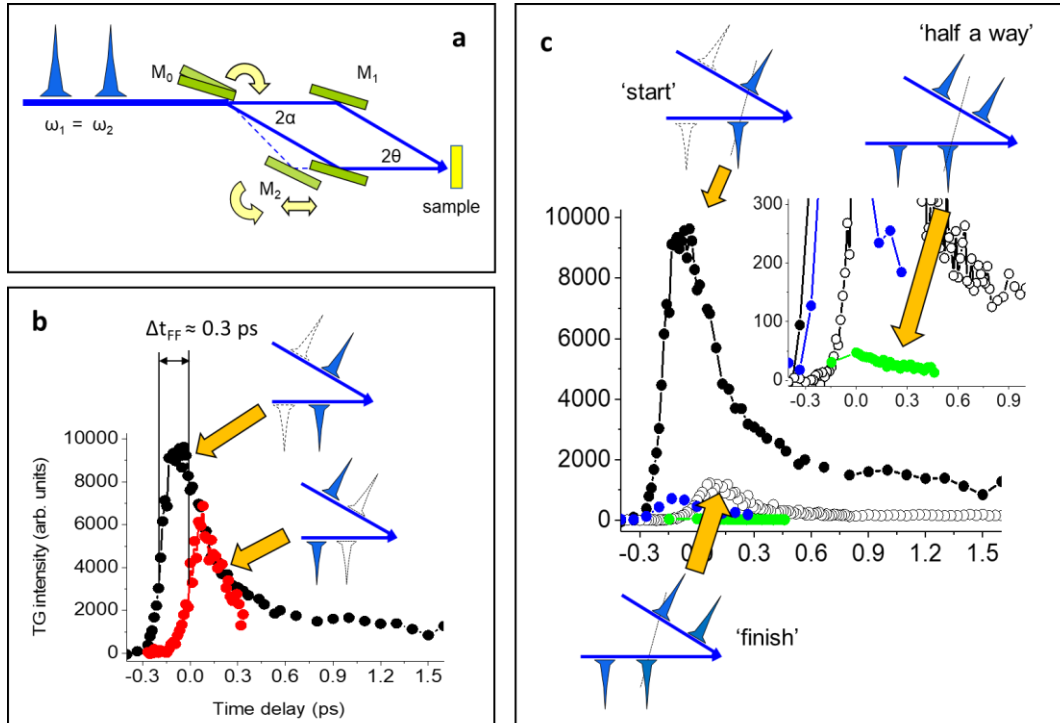 a
M₀
M₁
ω₁ = ω₂
2α
2θ
M₂
sample
b
Δt_FF ≈ 0.3 ps
10000
8000
6000
4000
2000
0
TG intensity (arb. units)
-0.3 0.0 0.3 0.6 0.9 1.2 1.5
Time delay (ps)
c
'half a way'
'start'
300
200
100
0
-0.3 0.0 0.3 0.6 0.9
10000
8000
6000
4000
2000
0
-0.3 0.0 0.3 0.6 0.9 1.2 1.5
'finish'